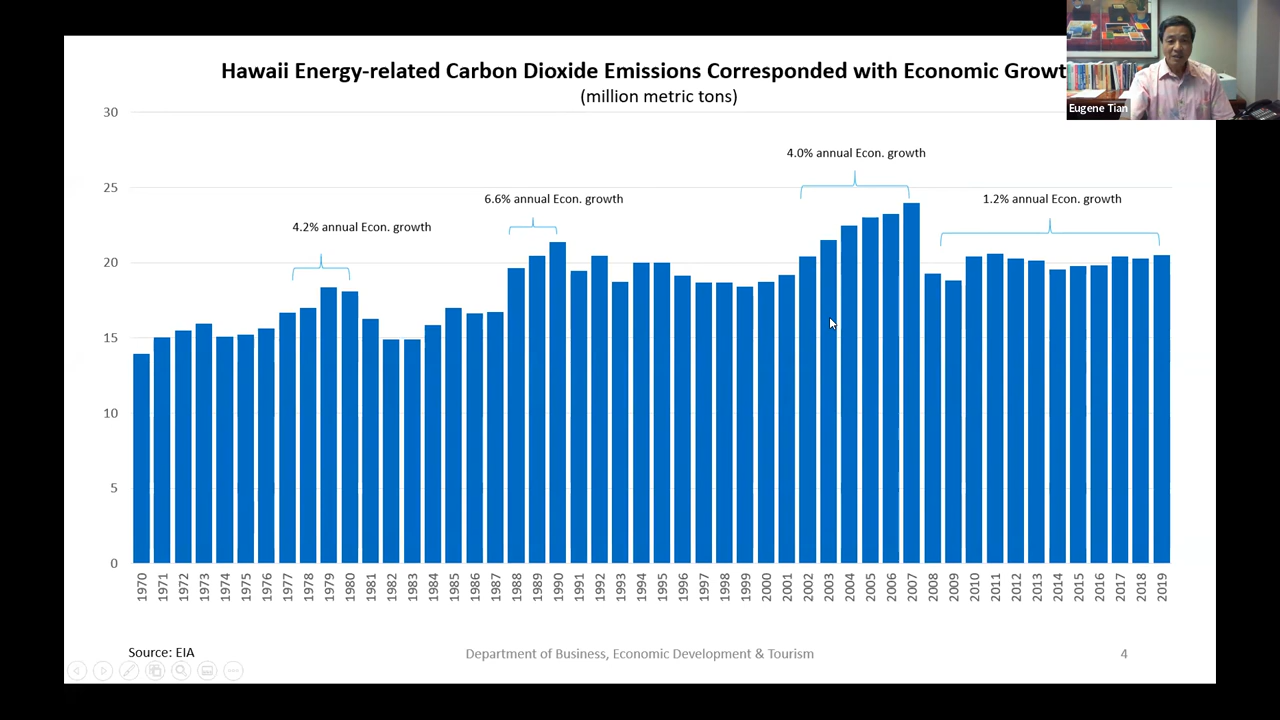 Hawaii Energy-related Carbon Dioxide Emissions Corresponded with Economic Growt
(million metric tons)
Eugene Tian
30
25
20
15
10
5
0
4.2% annual Econ. growth
6.6% annual Econ. growth
4.0% annual Econ. growth
1.2% annual Econ. growth
1970 1971 1972 1973 1974 1975 1976 1977 1978 1979 1980 1981 1982 1983 1984 1985 1986 1987 1988 1989 1990 1991 1992 1993 1994 1995 1996 1997 1998 1999 2000 2001 2002 2003 2004 2005 2006 2007 2008 2009 2010 2011 2012 2013 2014 2015 2016 2017 2018 2019
Source: EIA
Department of Business, Economic Development & Tourism
4